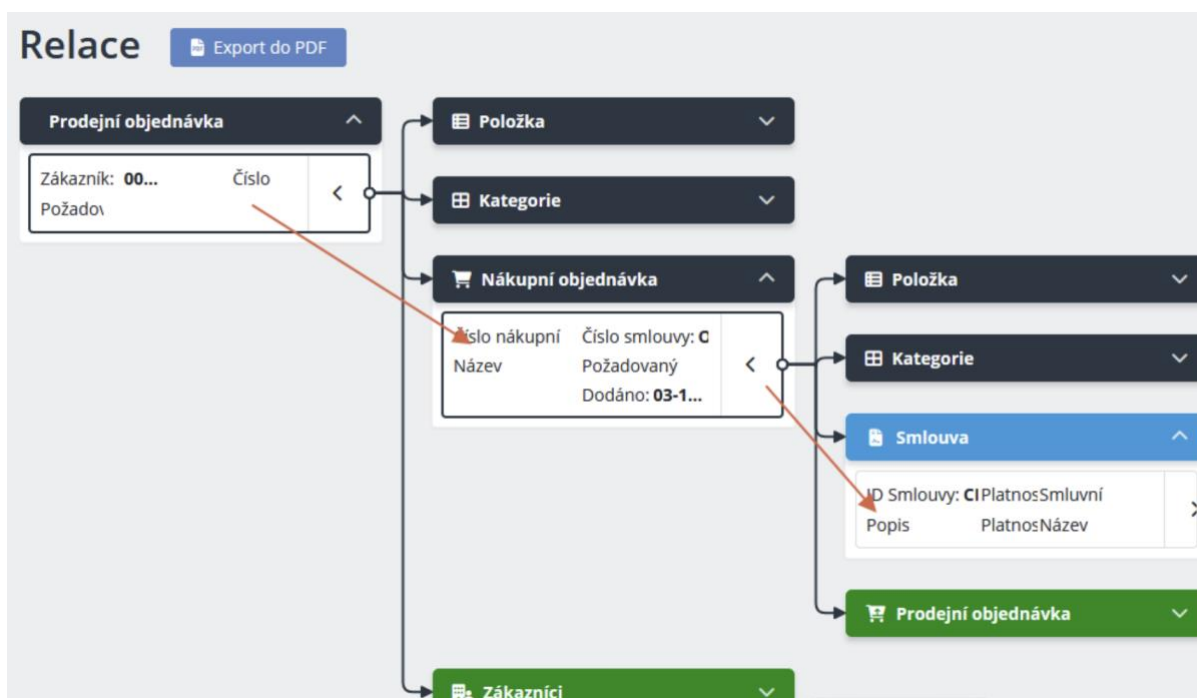 Relace
Export do PDF
Prodejní objednávka
Zákazník: 00... Číslo
Požadov
Položka
Kategorie
Nákupní objednávka
Číslo nákupní Číslo smlouvy: O
Název Požadovaný
Dodáno: 03-1...
Položka
Kategorie
Smlouva
ID Smlouvy: CI Platnos Smluvní
Popis Platnos Název
Prodejní objednávka
Zákazníci